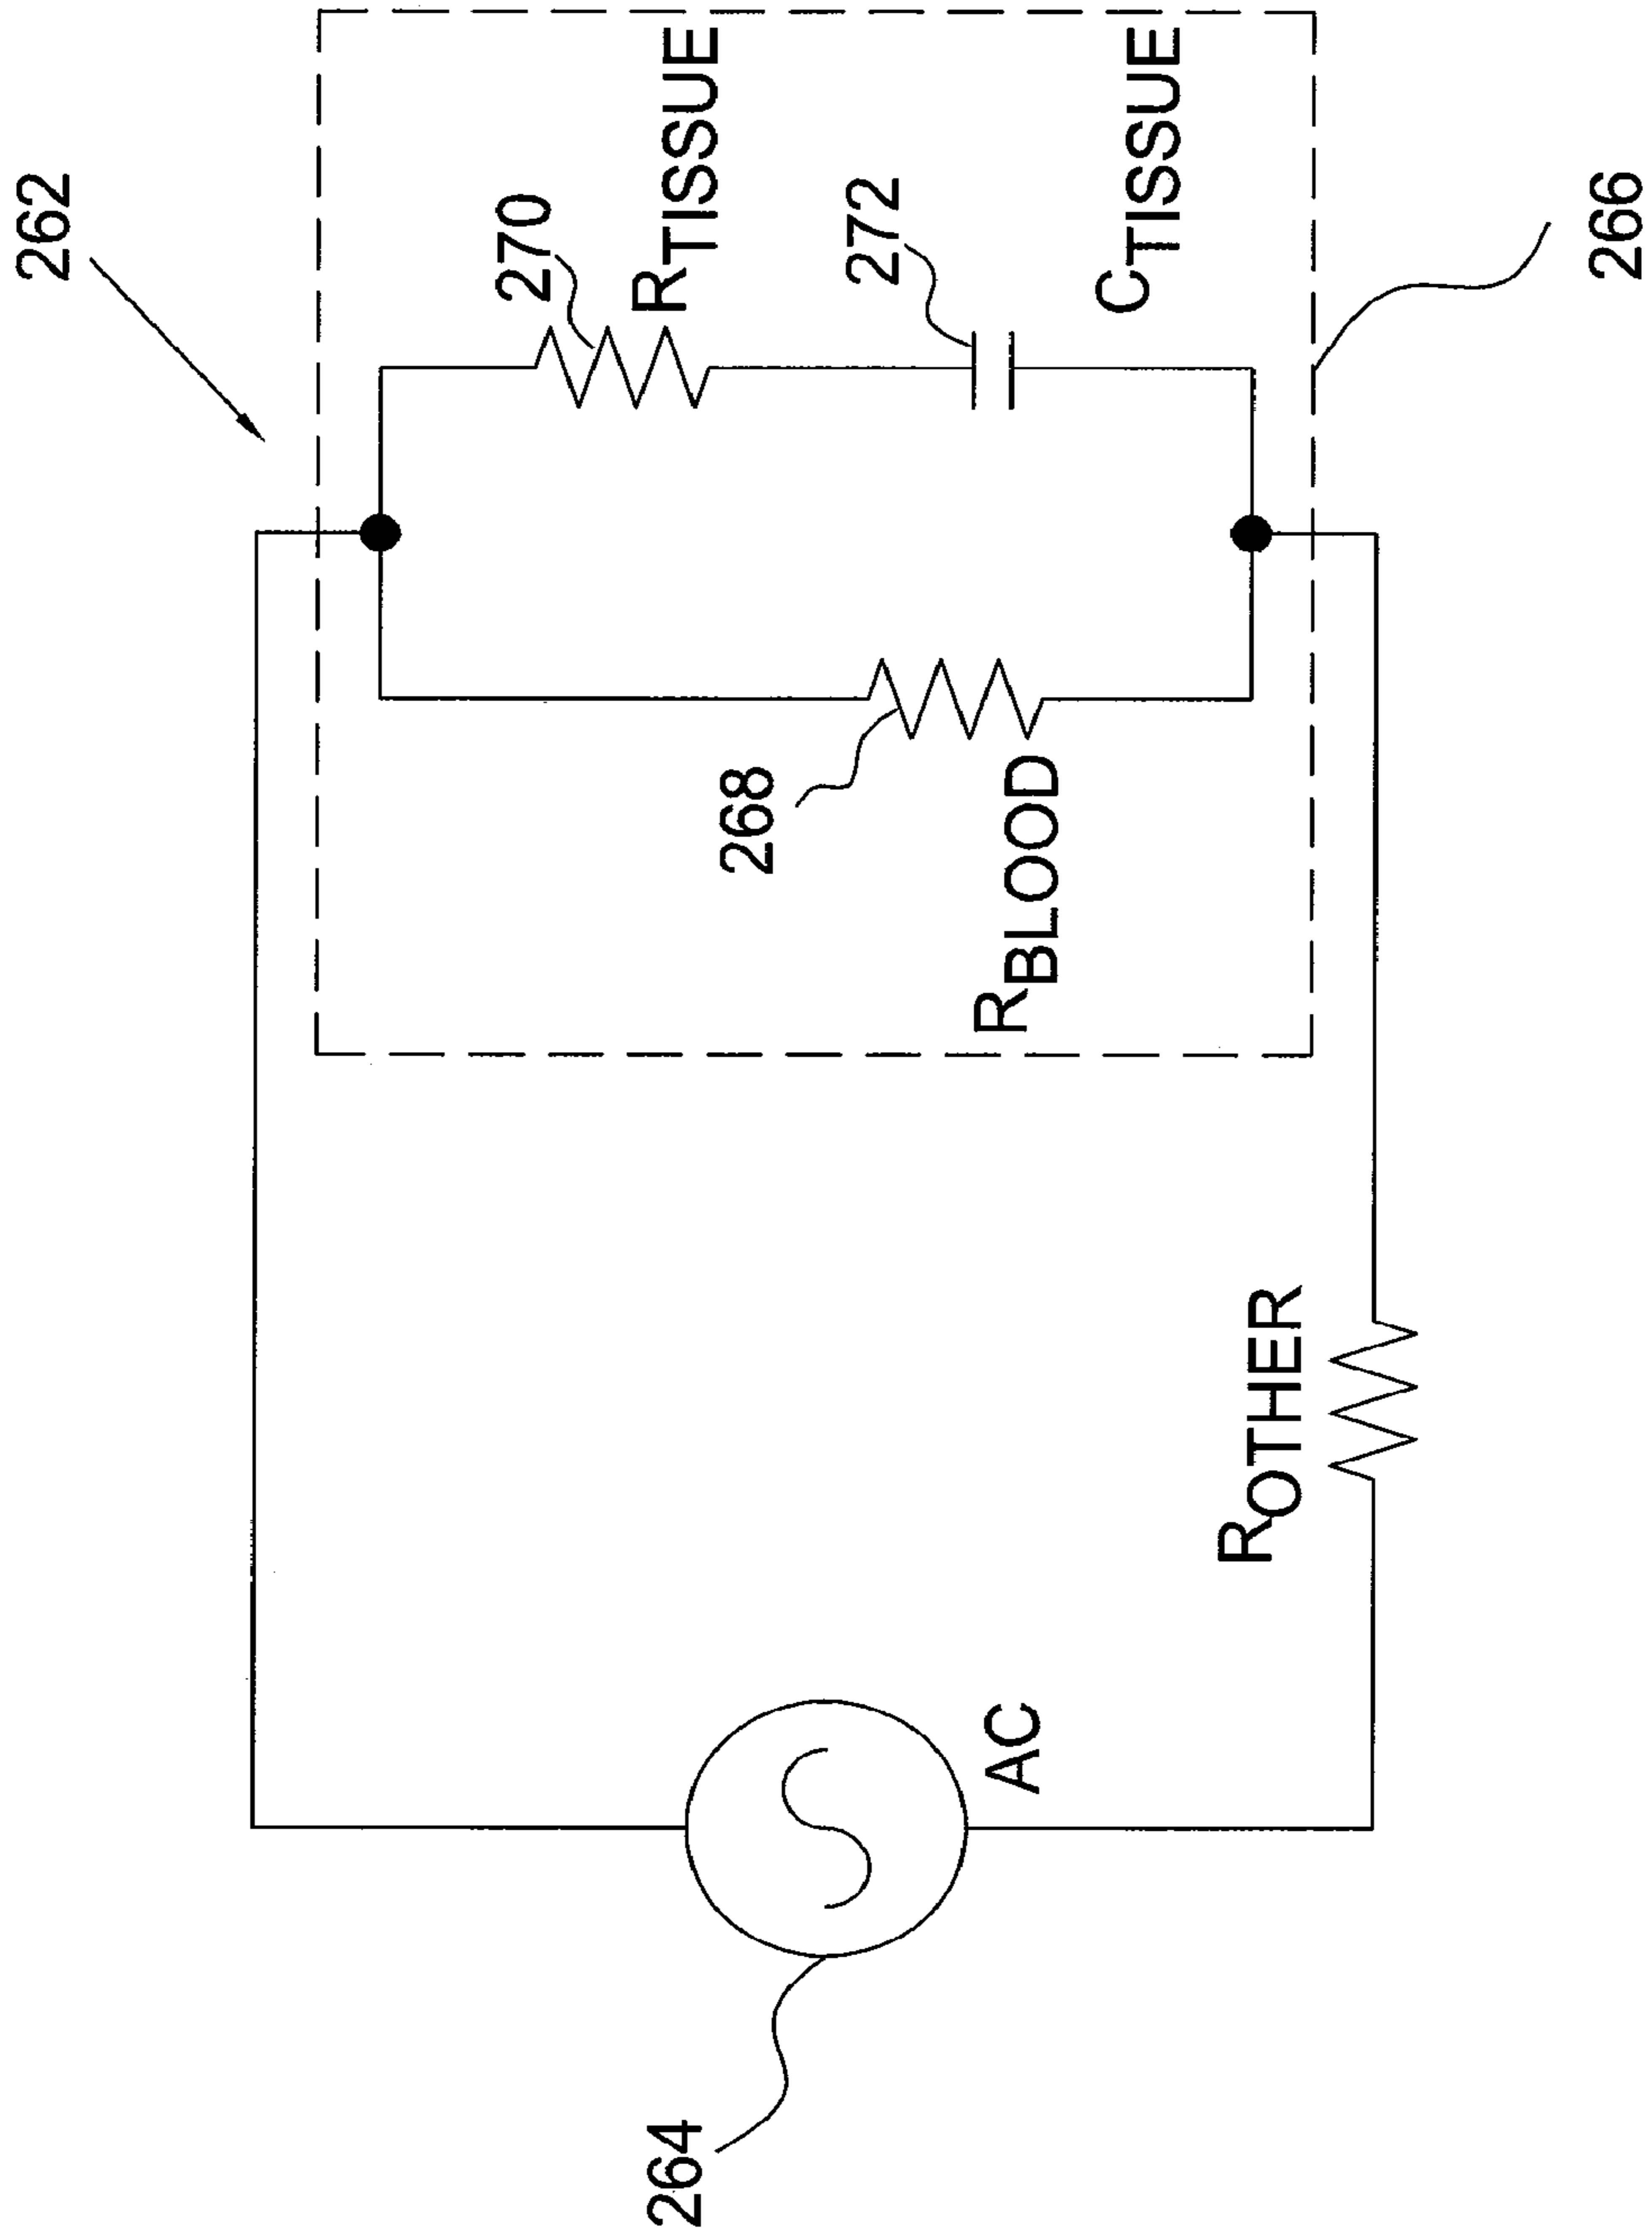 262
270
RTISSUE
272
CTISSUE
268
RBLOOD
266
ROTHER
AC
264